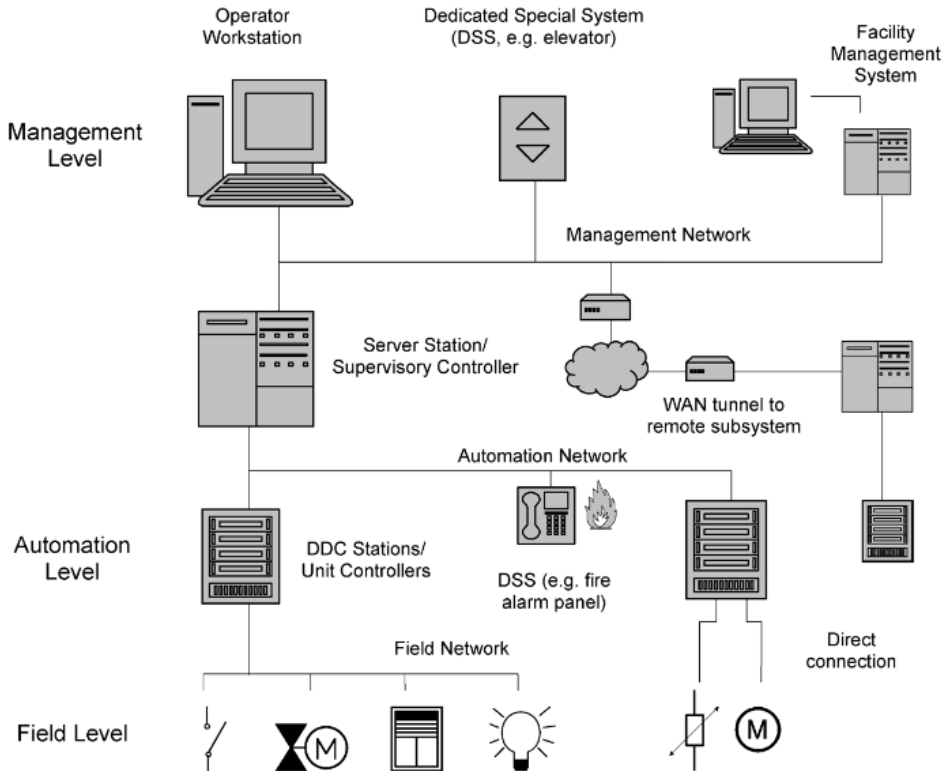 Operator
Workstation
Dedicated Special System
(DSS, e.g. elevator)
Facility
Management
System
Management
Level
Management Network
Server Station/
Supervisory Controller
WAN tunnel to
remote subsystem
Automation Network
Automation
Level
DDC Stations/
Unit Controllers
DSS (e.g. fire
alarm panel)
Field Network
Direct
connection
Field Level
M
M